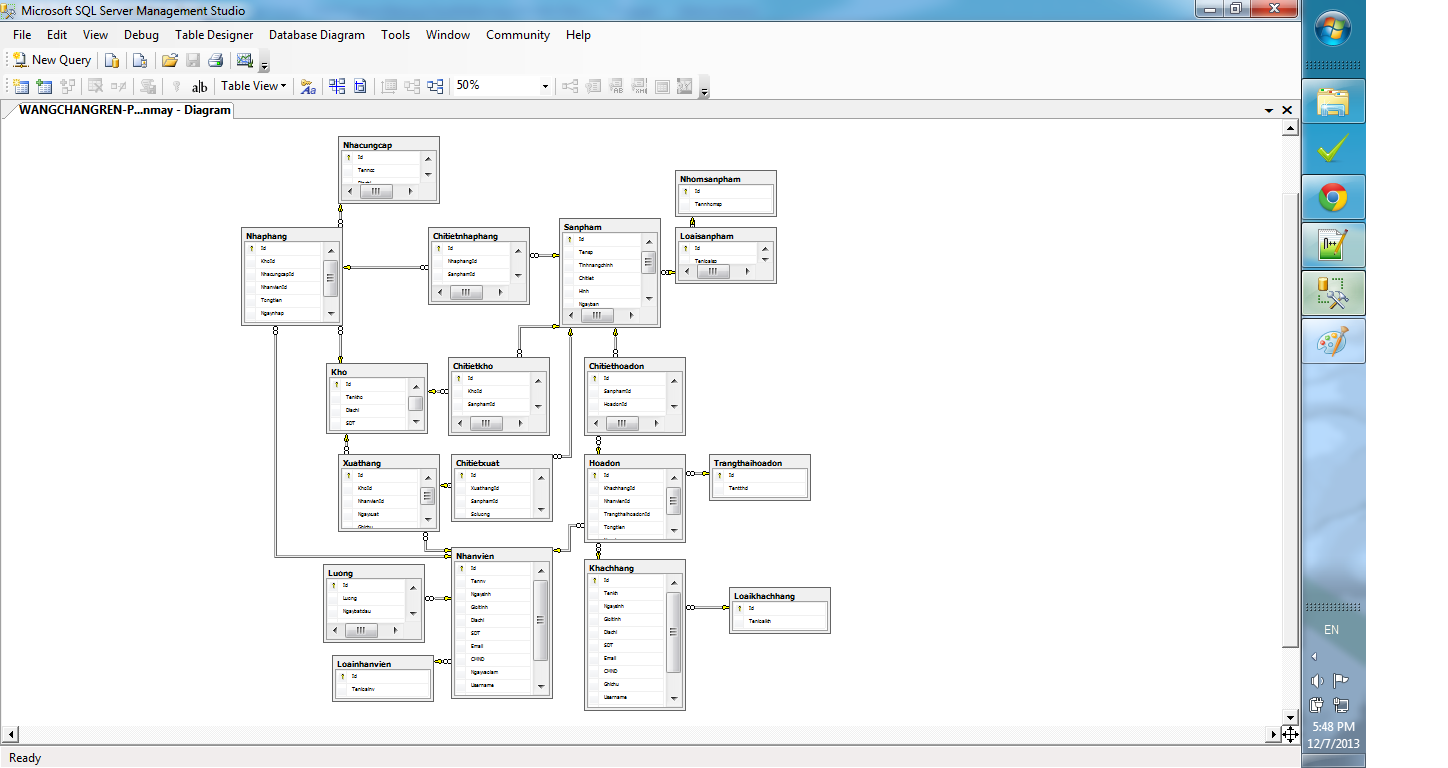 Microsoft SQL Server Management Studio
File Edit View Debug Table Designer Database Diagram Tools Window Community Help
New Query
Table View 50%
WANGCHANGREN-P...nmay - Diagram
Nhacungcap
Id
Tenncc
Nhomsanpham
Id
Tennhomsp
Nhaphang
Id
KhoId
NhacungcapId
NhanvienId
Tongtien
Ngaynhap
Chitietnhaphang
Id
NhaphangId
SanphamId
Sanpham
Id
Tensp
Tinhnangchinh
Chitiet
Hinh
Ngayban
Loaisanpham
Id
Tenloaisp
Kho
Id
Tenkho
Diachi
SDT
Chitietkho
Id
KhoId
SanphamId
Chitiethoadon
Id
SanphamId
HoadonId
Xuathang
Id
KhoId
NhanvienId
Ngayxuat
Ghichu
Chitietxuat
Id
XuathangId
SanphamId
Soluong
Hoadon
Id
KhachhangId
NhanvienId
TrangthaihoadonId
Tongtien
Trangthaihoadon
Id
Tentthd
Luong
Id
Luong
Ngaybatdau
Nhanvien
Id
Tennv
Ngaysinh
Gioitinh
Diachi
SDT
Email
CMND
Ngayvaolam
Username
Khachhang
Id
Tenkh
Ngaysinh
Gioitinh
Diachi
SDT
Email
CMND
Ghichu
Username
Loaikhachhang
Id
Tenloaikh
Loainhanvien
Id
Tenloainv
Ready
EN
5:48 PM
12/7/2013